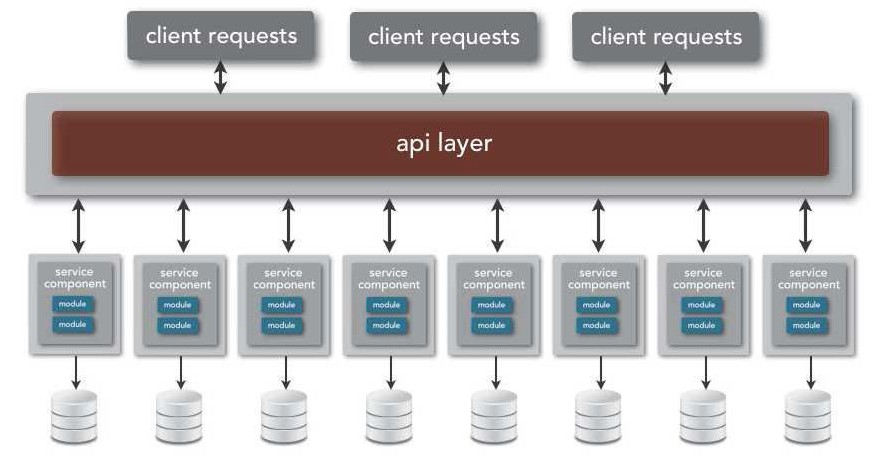 client requests
client requests
client requests
api layer
service
component
module
module
service
component
module
module
service
component
module
module
service
component
module
module
service
component
module
module
service
component
module
module
service
component
module
module
service
component
module
module